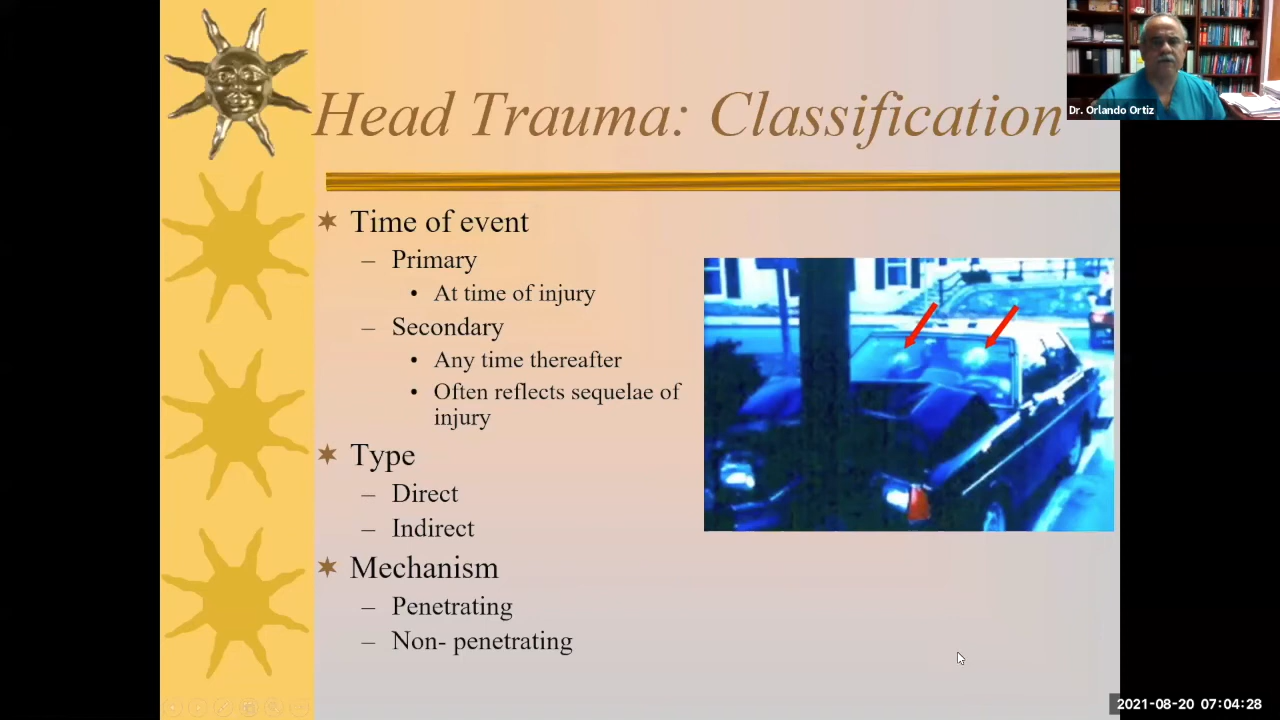 Dr. Orlando Ortiz
Head Trauma: Classification
Time of event
– Primary
• At time of injury
– Secondary
• Any time thereafter
• Often reflects sequelae of
injury
Type
– Direct
– Indirect
Mechanism
– Penetrating
– Non- penetrating
2021-08-20 07:04:28